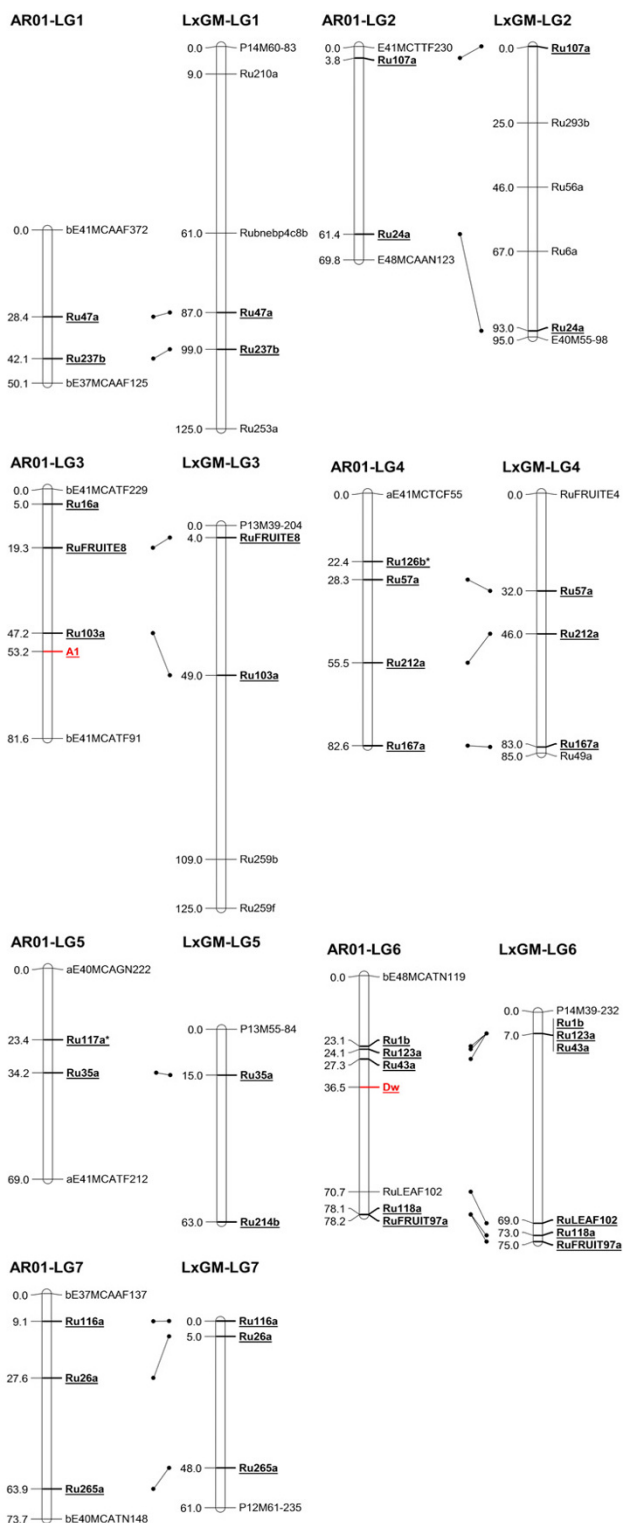 AR01-LG1
0.0 bE41MCAAF372
28.4 Ru47a
42.1 Ru237b
50.1 bE37MCAAF125
LxGM-LG1
0.0 P14M60-83
9.0 Ru210a
61.0 Rubnebp4c8b
87.0 Ru47a
99.0 Ru237b
125.0 Ru253a
AR01-LG2
0.0 E41MCTTF230
3.8 Ru107a
61.4 Ru24a
69.8 E48MCAAN123
LxGM-LG2
0.0 Ru107a
25.0 Ru293b
46.0 Ru56a
67.0 Ru6a
93.0 Ru24a
95.0 E40M55-98
AR01-LG3
0.0 bE41MCATF229
5.0 Ru16a
19.3 RuFRUITE8
47.2 Ru103a
53.2 A1
81.6 bE41MCATF91
LxGM-LG3
0.0 P13M39-204
4.0 RuFRUITE8
49.0 Ru103a
109.0 Ru259b
125.0 Ru259f
AR01-LG4
0.0 aE41MCTCF55
22.4 Ru126b*
28.3 Ru57a
55.5 Ru212a
82.6 Ru167a
LxGM-LG4
0.0 RuFRUITE4
32.0 Ru57a
46.0 Ru212a
83.0 Ru167a
85.0 Ru49a
AR01-LG5
0.0 aE40MCAGN222
23.4 Ru117a*
34.2 Ru35a
69.0 aE41MCATF212
LxGM-LG5
0.0 P13M55-84
15.0 Ru35a
63.0 Ru214b
AR01-LG6
0.0 bE48MCATN119
23.1 Ru1b
24.1 Ru123a
27.3 Ru43a
36.5 Dw
70.7 RuLEAF102
78.1 Ru118a
78.2 RuFRUIT97a
LxGM-LG6
0.0 P14M39-232
Ru1b
7.0 Ru123a
Ru43a
69.0 RuLEAF102
73.0 Ru118a
75.0 RuFRUIT97a
AR01-LG7
0.0 bE37MCAAF137
9.1 Ru116a
27.6 Ru26a
63.9 Ru265a
73.7 bE40MCATN148
LxGM-LG7
0.0 Ru116a
5.0 Ru26a
48.0 Ru265a
61.0 P12M61-235